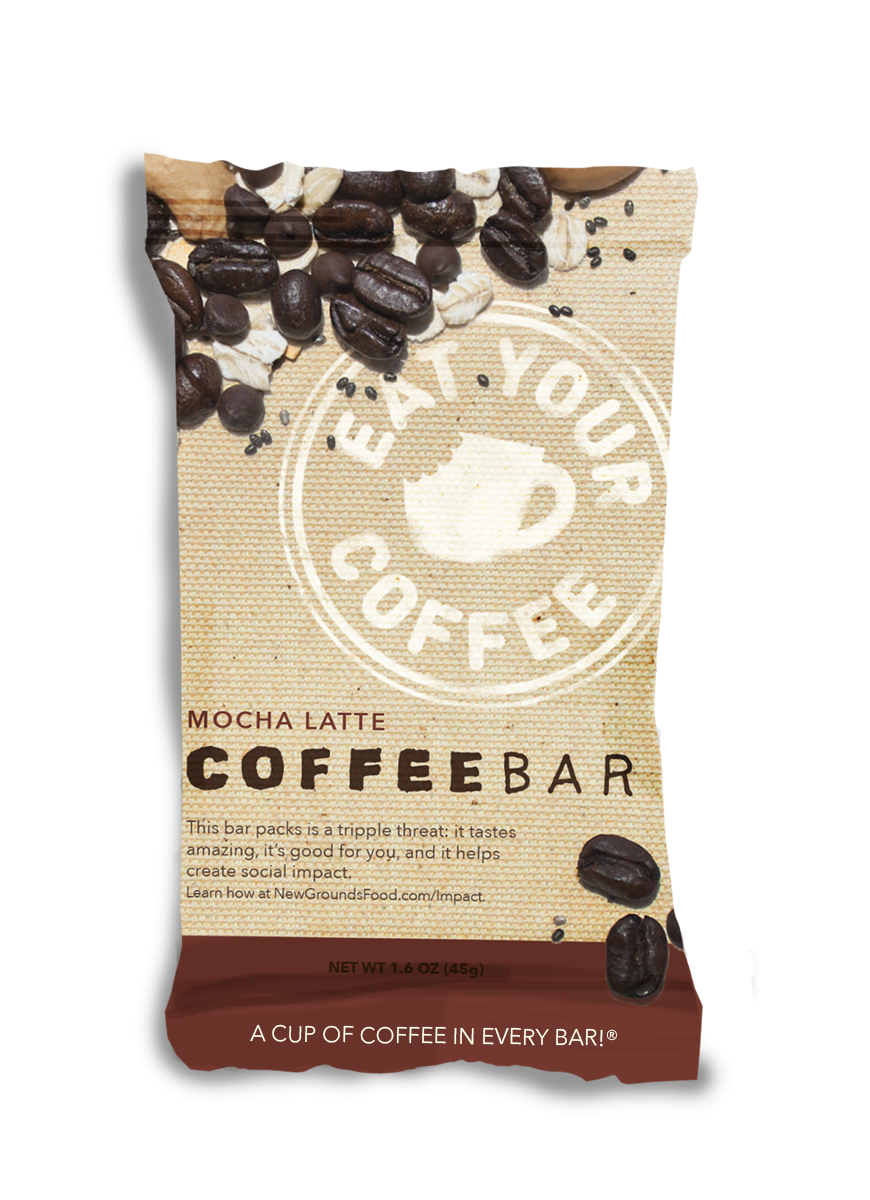 EAT YOUR
COFFEE
MOCHA LATTE
COFFEEBAR
This bar packs is a tripple threat: it tastes
amazing, it's good for you, and it helps
create social impact.
Learn how at NewGroundsFood.com/Impact.
NET WT 1.6 OZ (45g)
A CUP OF COFFEE IN EVERY BAR!®